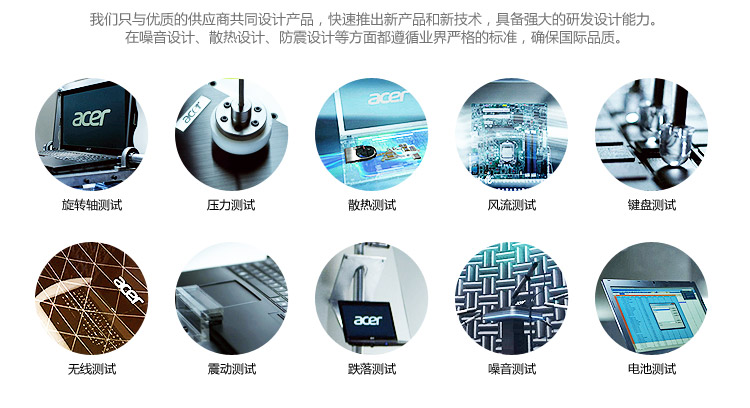 我们只与优质的供应商共同设计产品，快速推出新产品和新技术，具备强大的研发设计能力。
在噪音设计、散热设计、防震设计等方面都遵循业界严格的标准，确保国际品质。
acer
acer
acer
旋转轴测试
压力测试
散热测试
风流测试
键盘测试
acer
acer
无线测试
震动测试
跌落测试
噪音测试
电池测试